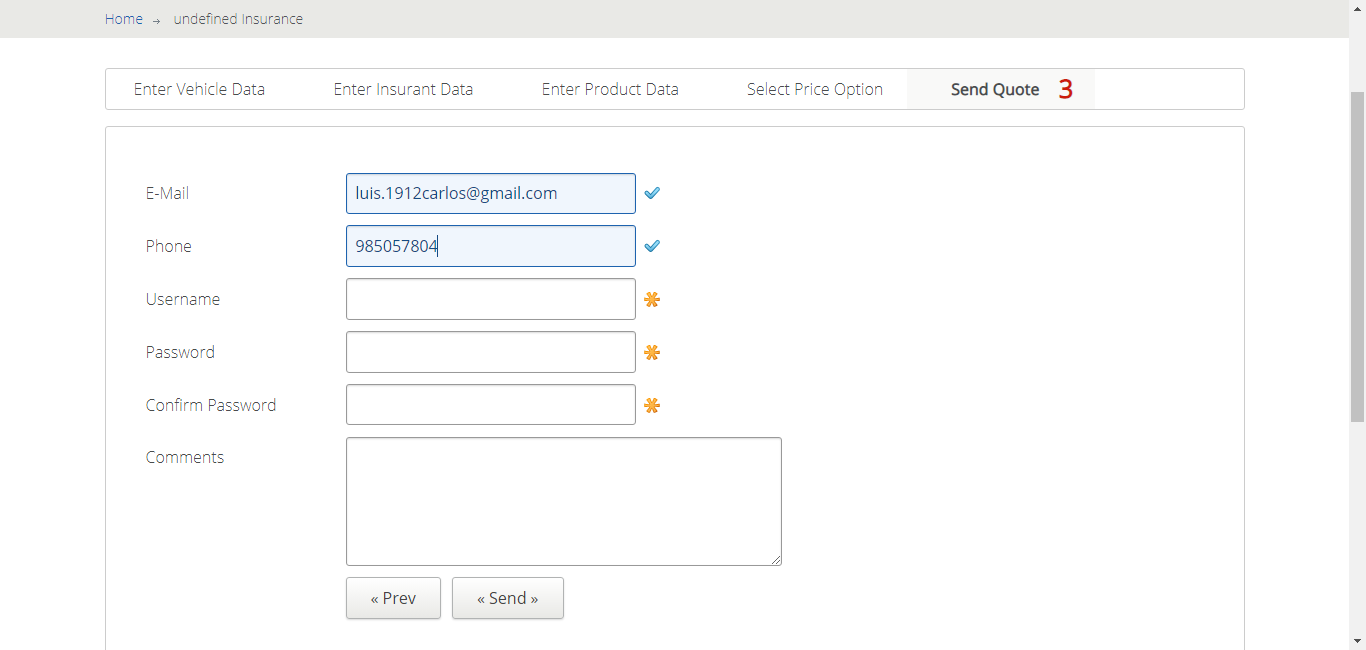 Home → undefined Insurance
Enter Vehicle Data Enter Insurant Data Enter Product Data Select Price Option Send Quote 3
E-Mail luis.1912carlos@gmail.com
Phone 985057804
Username
Password
Confirm Password
Comments
« Prev « Send »